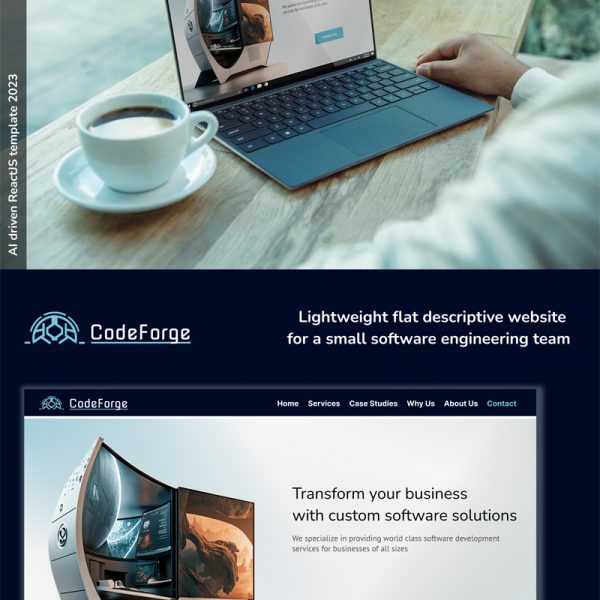 AI driven ReactJS template 2023
CodeForge
Lightweight flat descriptive website
for a small software engineering team
CodeForge
Home Services Case Studies Why Us About Us Contact
Transform your business
with custom software solutions
We specialize in providing world class software development
services for businesses of all sizes